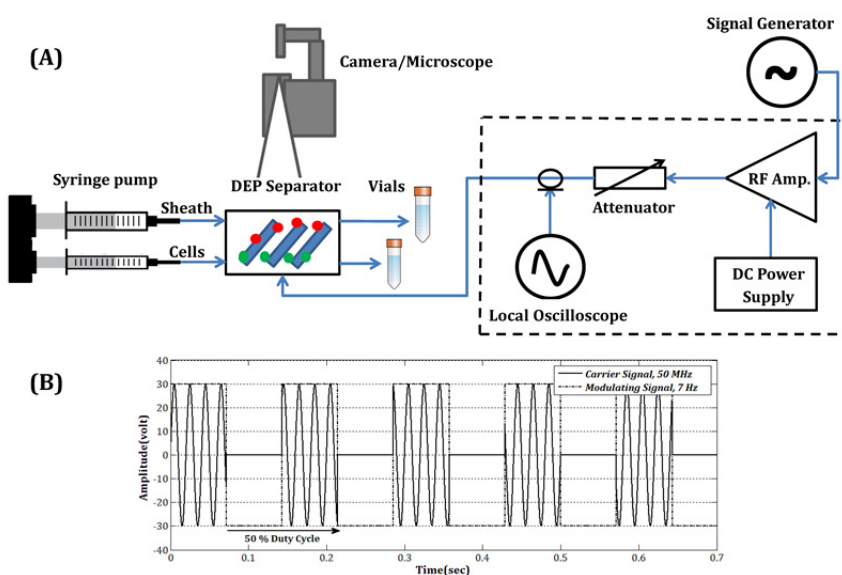 (A)
Signal Generator
Camera/Microscope
Syringe pump
DEP Separator
Vials
Sheath
Cells
RF Amp.
Attenuator
DC Power
Supply
Local Oscilloscope
(B)
Carrier Signal, 50 MHz
Modulating Signal, 7 Hz
Amplitude(volt)
40
30
20
10
0
-10
-20
-30
-40
50 % Duty Cycle
0
0.1
0.2
0.3
0.4
0.5
0.6
0.7
Time(sec)